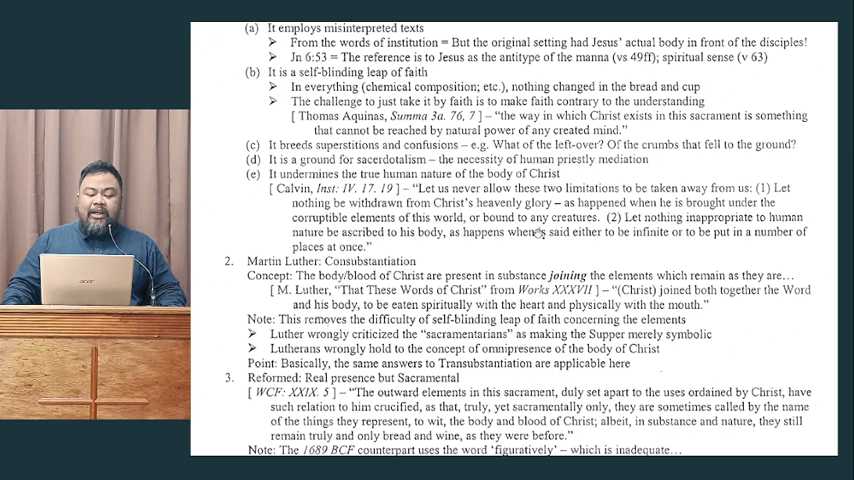 (a) It employs misinterpreted texts
➢ From the words of institution = But the original setting had Jesus' actual body in front of the disciples!
➢ Jn 6:53 = The reference is to Jesus as the antitype of the manna (vs 49ff); spiritual sense (v 63)
(b) It is a self-blinding leap of faith
➢ In everything (chemical composition; etc.), nothing changed in the bread and cup
➢ The challenge to just take it by faith is to make faith contrary to the understanding
[ Thomas Aquinas, Summa 3a. 76, 7 ] – "the way in which Christ exists in this sacrament is something
that cannot be reached by natural power of any created mind."
(c) It breeds superstitions and confusions – e.g. What of the left-over? Of the crumbs that fell to the ground?
(d) It is a ground for sacerdotalism – the necessity of human priestly mediation
(e) It undermines the true human nature of the body of Christ
[ Calvin, Inst: IV. 17. 19 ] – "Let us never allow these two limitations to be taken away from us: (1) Let
nothing be withdrawn from Christ's heavenly glory – as happened when he is brought under the
corruptible elements of this world, or bound to any creatures. (2) Let nothing inappropriate to human
nature be ascribed to his body, as happens when said either to be infinite or to be put in a number of
places at once."
2. Martin Luther: Consubstantiation
Concept: The body/blood of Christ are present in substance joining the elements which remain as they are…
[ M. Luther, "That These Words of Christ" from Works XXXVII ] – "(Christ) joined both together the Word
and his body, to be eaten spiritually with the heart and physically with the mouth."
Note: This removes the difficulty of self-blinding leap of faith concerning the elements
➢ Luther wrongly criticized the "sacramentarians" as making the Supper merely symbolic
➢ Lutherans wrongly hold to the concept of omnipresence of the body of Christ
Point: Basically, the same answers to Transubstantiation are applicable here
3. Reformed: Real presence but Sacramental
[ WCF: XXIX. 5 ] – "The outward elements in this sacrament, duly set apart to the uses ordained by Christ, have
such relation to him crucified, as that, truly, yet sacramentally only, they are sometimes called by the name
of the things they represent, to wit, the body and blood of Christ; albeit, in substance and nature, they still
remain truly and only bread and wine, as they were before."
Note: The 1689 BCF counterpart uses the word 'figuratively' – which is inadequate…
acer